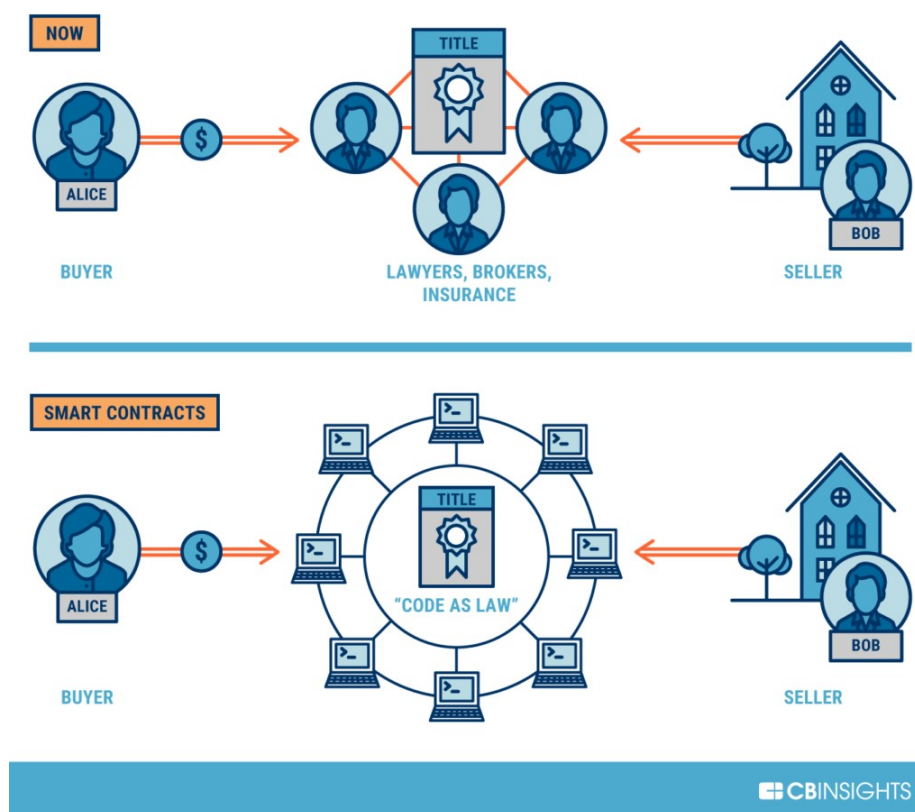 NOW
TITLE
ALICE
BOB
BUYER
LAWYERS, BROKERS,
INSURANCE
SELLER
SMART CONTRACTS
>_
>_
>_
TITLE
>_
>_
"CODE AS LAW"
ALICE
BOB
>_
>_
>_
BUYER
SELLER
CBINSIGHTS